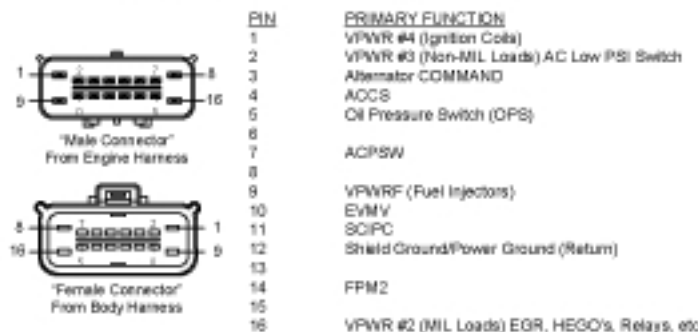 PIN PRIMARY FUNCTION
1 VPWR #4 (Ignition Coils)
2 VPWR #3 (Non-MIL Loads) AC Low PSI Switch
3 Alternator COMMAND
4 ACCS
5 Oil Pressure Switch (OPS)
6
7 ACPSW
8
9 VPWRF (Fuel Injectors)
10 EVMV
11 SCIPC
12 Shield Ground/Power Ground (Return)
13
14 FPM2
15
16 VPWR #2 (MIL Loads) EGR, HEGO's, Relays, etc
1 2 7 8
9 16
"Male Connector"
From Engine Harness
8 7 2 1
16 9
"Female Connector"
From Body Harness